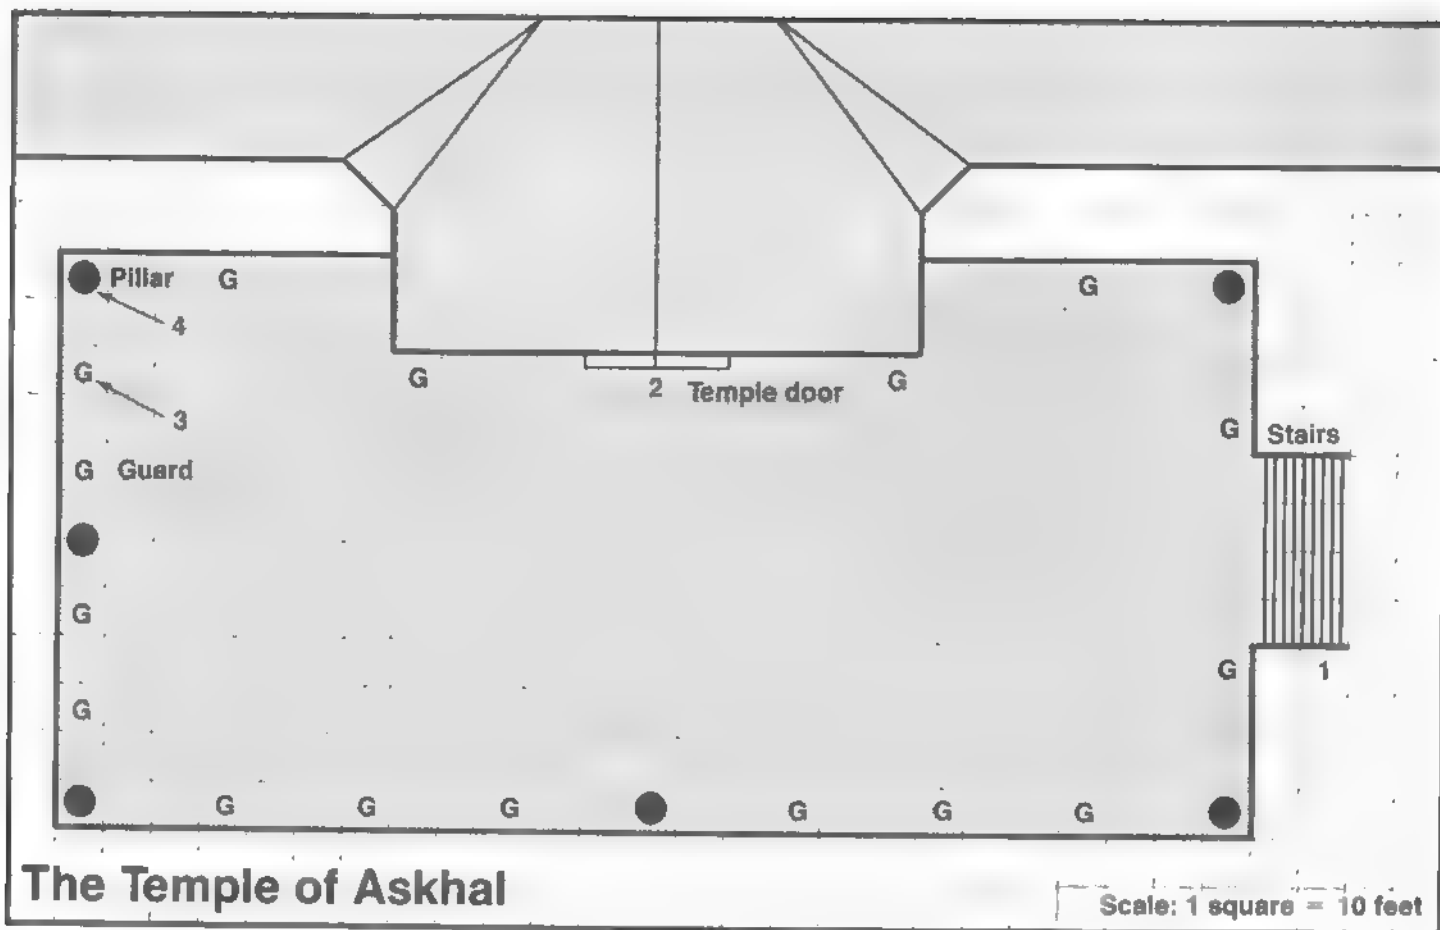 Pillar G G
4
G G 2 Temple door G
3
G Stairs
G Guard
G
G 1
G
G G G G G G
The Temple of Askhal
Scale: 1 square = 10 feet